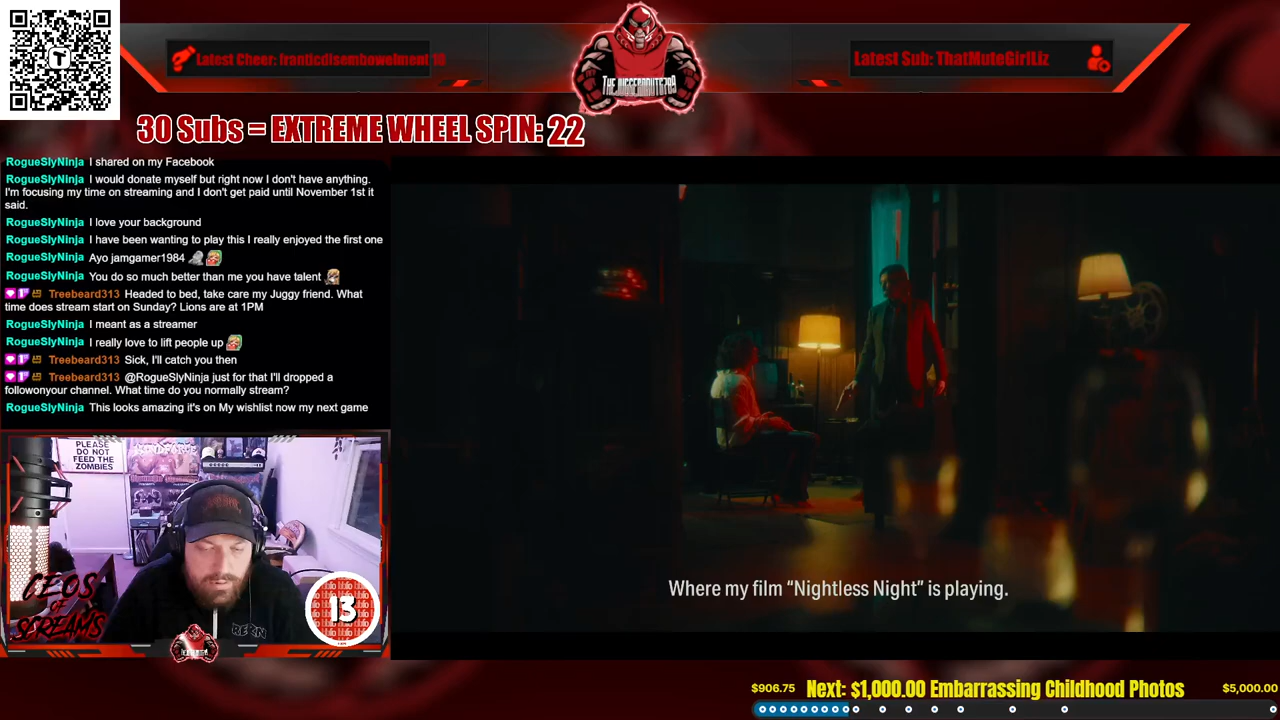 Latest Cheer: franticdisembowelment 10
THEJUGGERNAUT6789
Latest Sub: ThatMuteGirlLiz
30 Subs = EXTREME WHEEL SPIN: 22
RogueSlyNinja I shared on my Facebook
RogueSlyNinja I would donate myself but right now I don't have anything.
I'm focusing my time on streaming and I don't get paid until November 1st it
said.
RogueSlyNinja I love your background
RogueSlyNinja I have been wanting to play this I really enjoyed the first one
RogueSlyNinja Ayo jamgamer1984
RogueSlyNinja You do so much better than me you have talent
Treebeard313 Headed to bed, take care my Juggy friend. What
time does stream start on Sunday? Lions are at 1PM
RogueSlyNinja I meant as a streamer
RogueSlyNinja I really love to lift people up
Treebeard313 Sick, I'll catch you then
Treebeard313 @RogueSlyNinja just for that I'll dropped a
followonyour channel. What time do you normally stream?
RogueSlyNinja This looks amazing it's on My wishlist now my next game
PLEASE
DO NOT
FEED THE
ZOMBIES
CEOS
OF
SCREAMS
13
Where my film “Nightless Night” is playing.
$906.75 Next: $1,000.00 Embarrassing Childhood Photos $5,000.00